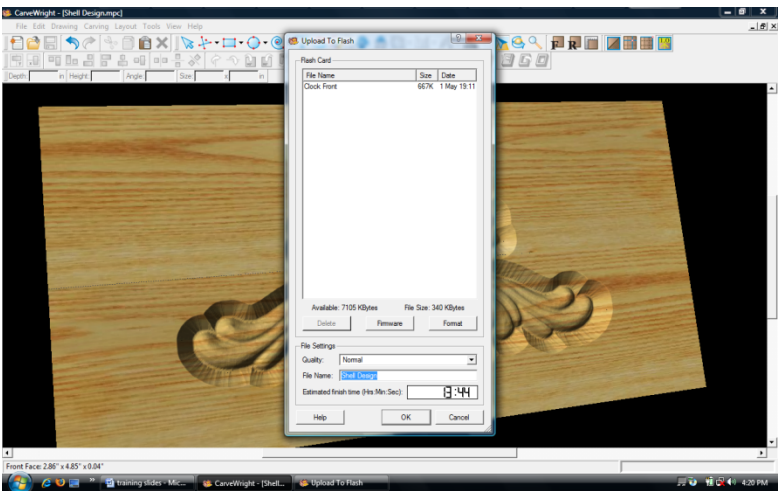 CarveWright - [Shell Design.mpc]
File Edit Drawing Carving Layout Tools View Help
Depth: in Height: Angle: Size: x in
Upload To Flash
Flash Card
File Name Size Date
Clock Front 667K 1 May 19:11
Available: 7105 KBytes File Size: 340 KBytes
Delete Firmware Format
File Settings
Quality: Normal
File Name: Shell Design
Estimated finish time (Hrs:Min:Sec): 13:44
Help OK Cancel
Front Face: 2.86" x 4.85" x 0.04"
training slides - Mic... CarveWright - [Shell... Upload To Flash 4:20 PM